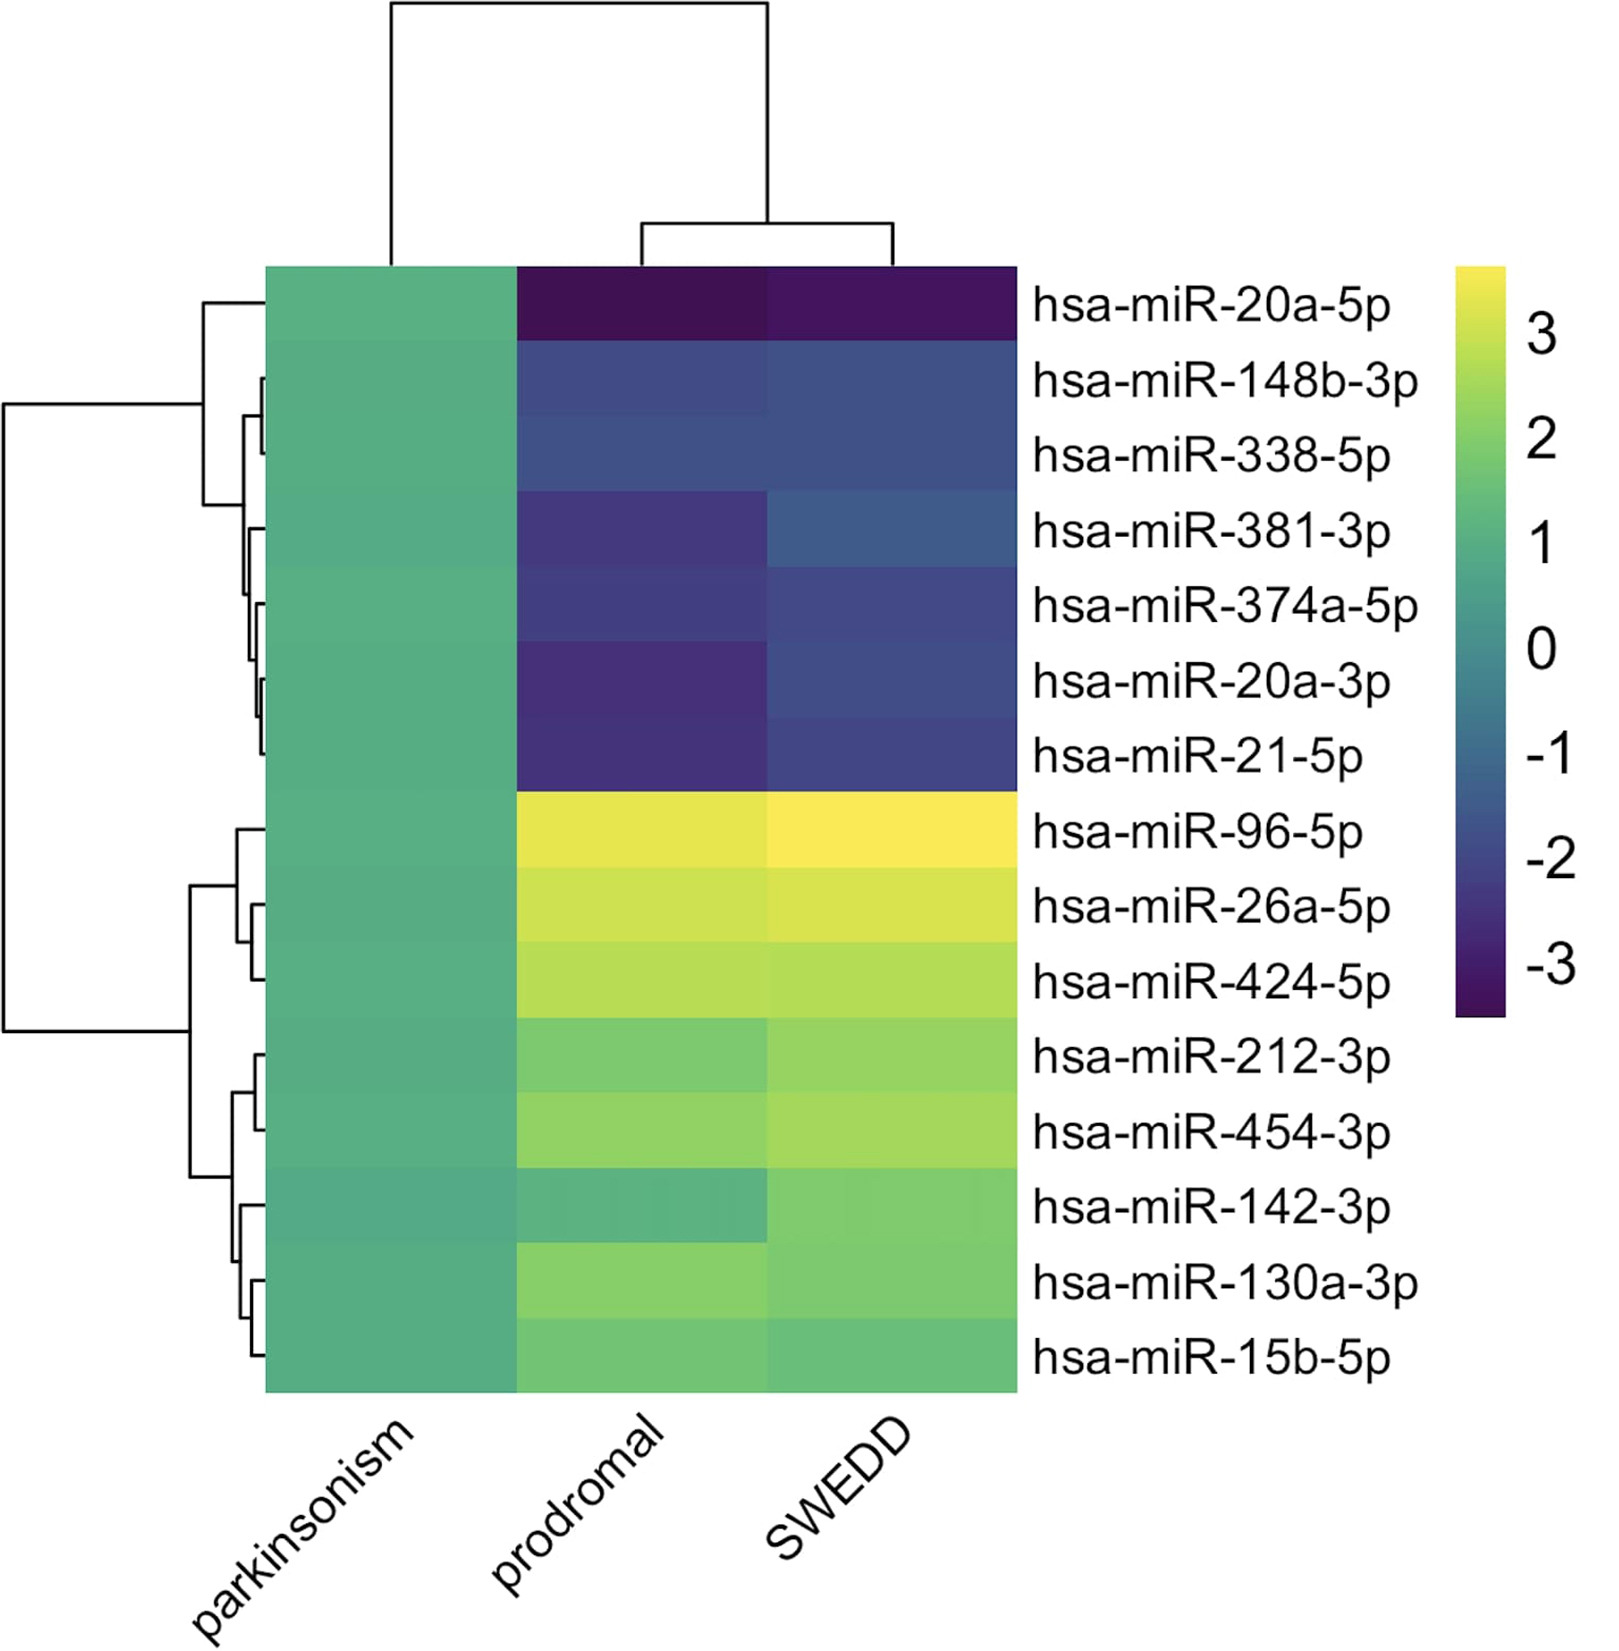 hsa-miR-20a-5p
hsa-miR-148b-3p
hsa-miR-338-5p
hsa-miR-381-3p
hsa-miR-374a-5p
hsa-miR-20a-3p
hsa-miR-21-5p
hsa-miR-96-5p
hsa-miR-26a-5p
hsa-miR-424-5p
hsa-miR-212-3p
hsa-miR-454-3p
hsa-miR-142-3p
hsa-miR-130a-3p
hsa-miR-15b-5p
3
2
1
0
-1
-2
-3
parkinsonism
prodromal
SWEDD